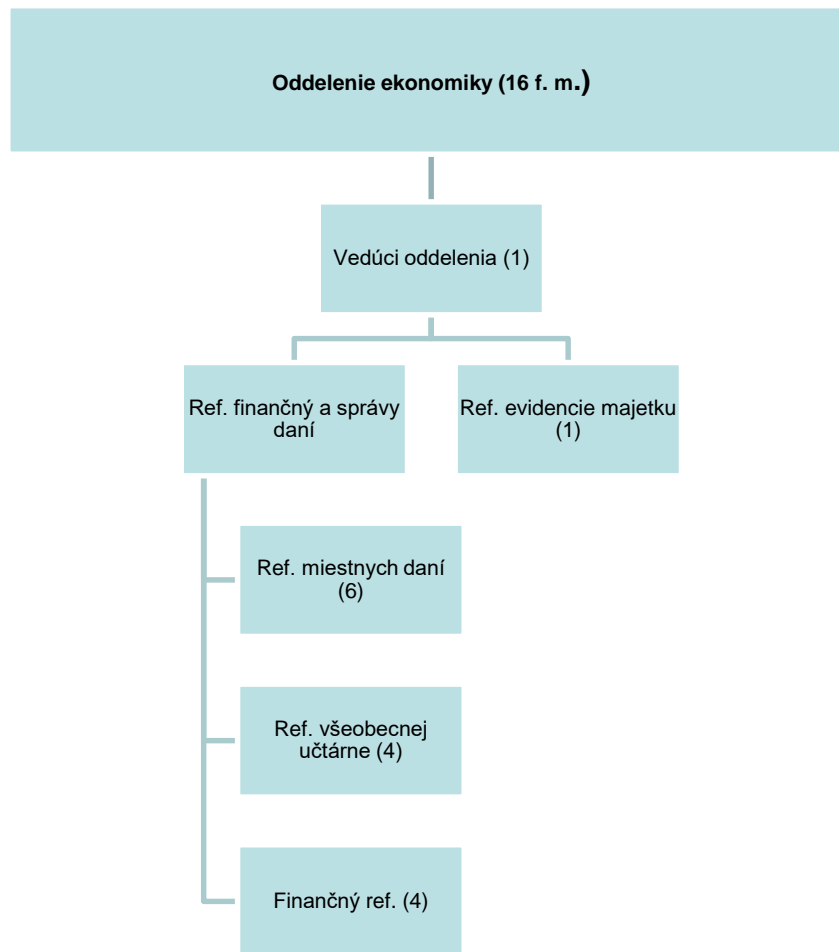 Oddelenie ekonomiky (16 f. m.)
Vedúci oddelenia (1)
Ref. finančný a správy
daní
Ref. evidencie majetku
(1)
Ref. miestnych daní
(6)
Ref. všeobecnej
učtárne (4)
Finančný ref. (4)